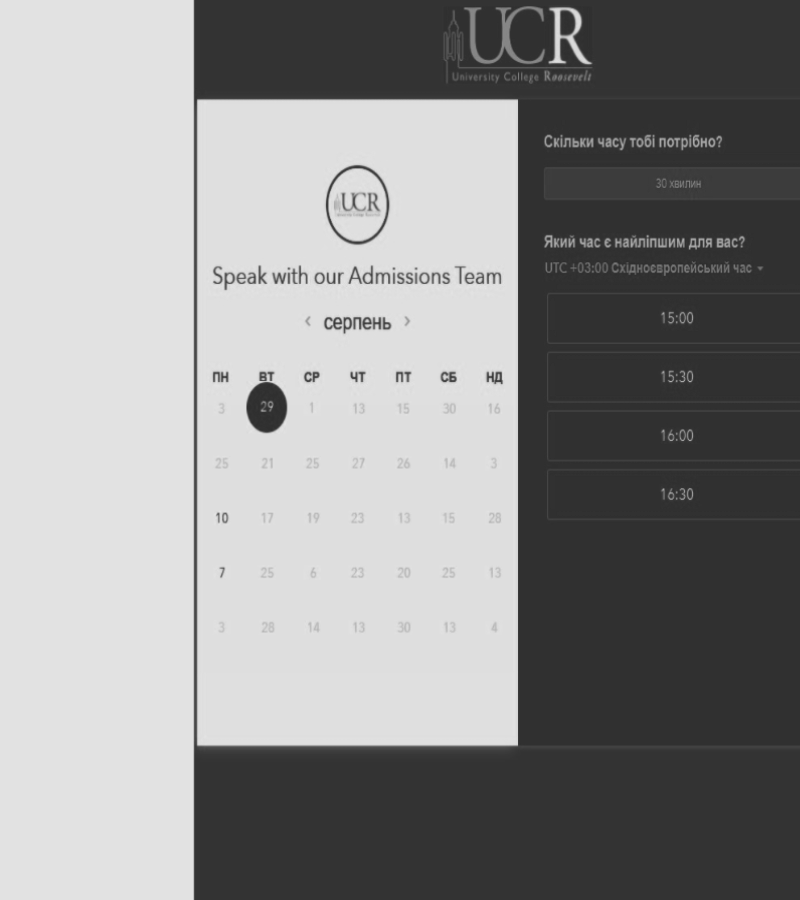 UCR
University College Roosevelt
UCR
Speak with our Admissions Team
‹ серпень ›
ПН ВТ СР ЧТ ПТ СБ НД
3 29 1 13 15 30 16
25 21 25 27 26 14 3
10 17 19 23 13 15 28
7 25 6 23 20 25 13
3 28 14 13 30 13 4
Скільки часу тобі потрібно?
30 хвилин
Який час є найліпшим для вас?
UTC +03:00 Східноєвропейський час
15:00
15:30
16:00
16:30